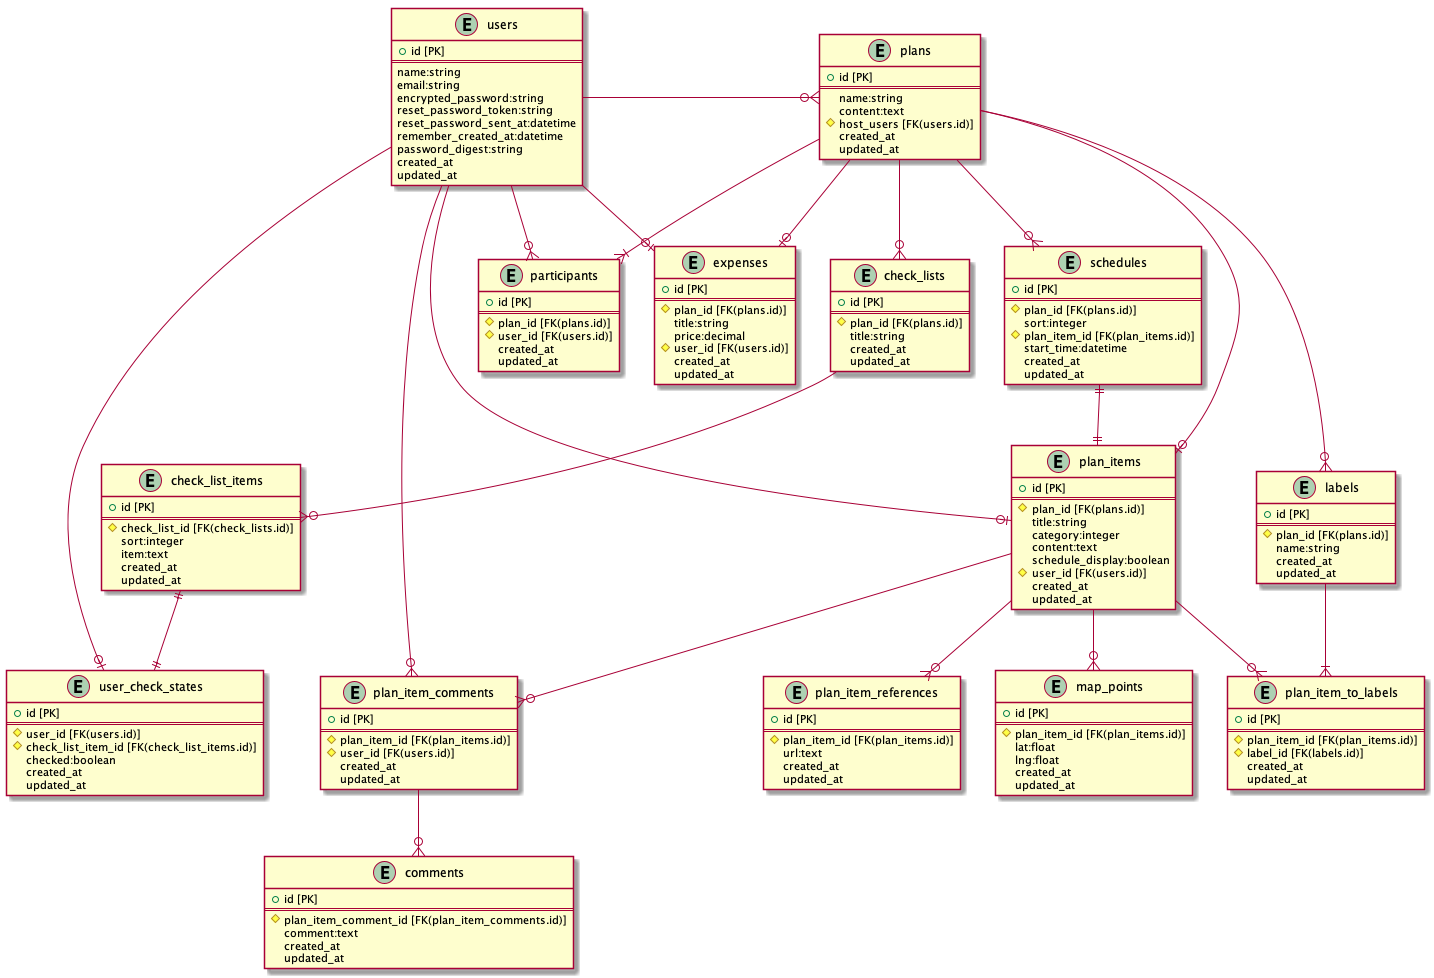 E users
id [PK]
name:string
email:string
encrypted_password:string
reset_password_token:string
reset_password_sent_at:datetime
remember_created_at:datetime
password_digest:string
created_at
updated_at
E plans
id [PK]
name:string
content:text
host_users [FK(users.id)]
created_at
updated_at
E participants
id [PK]
plan_id [FK(plans.id)]
user_id [FK(users.id)]
created_at
updated_at
E expenses
id [PK]
plan_id [FK(plans.id)]
title:string
price:decimal
user_id [FK(users.id)]
created_at
updated_at
E check_lists
id [PK]
plan_id [FK(plans.id)]
title:string
created_at
updated_at
E schedules
id [PK]
plan_id [FK(plans.id)]
sort:integer
plan_item_id [FK(plan_items.id)]
start_time:datetime
created_at
updated_at
E check_list_items
id [PK]
check_list_id [FK(check_lists.id)]
sort:integer
item:text
created_at
updated_at
E plan_items
id [PK]
plan_id [FK(plans.id)]
title:string
category:integer
content:text
schedule_display:boolean
user_id [FK(users.id)]
created_at
updated_at
E labels
id [PK]
plan_id [FK(plans.id)]
name:string
created_at
updated_at
E user_check_states
id [PK]
user_id [FK(users.id)]
check_list_item_id [FK(check_list_items.id)]
checked:boolean
created_at
updated_at
E plan_item_comments
id [PK]
plan_item_id [FK(plan_items.id)]
user_id [FK(users.id)]
created_at
updated_at
E plan_item_references
id [PK]
plan_item_id [FK(plan_items.id)]
url:text
created_at
updated_at
E map_points
id [PK]
plan_item_id [FK(plan_items.id)]
lat:float
lng:float
created_at
updated_at
E plan_item_to_labels
id [PK]
plan_item_id [FK(plan_items.id)]
label_id [FK(labels.id)]
created_at
updated_at
E comments
id [PK]
plan_item_comment_id [FK(plan_item_comments.id)]
comment:text
created_at
updated_at